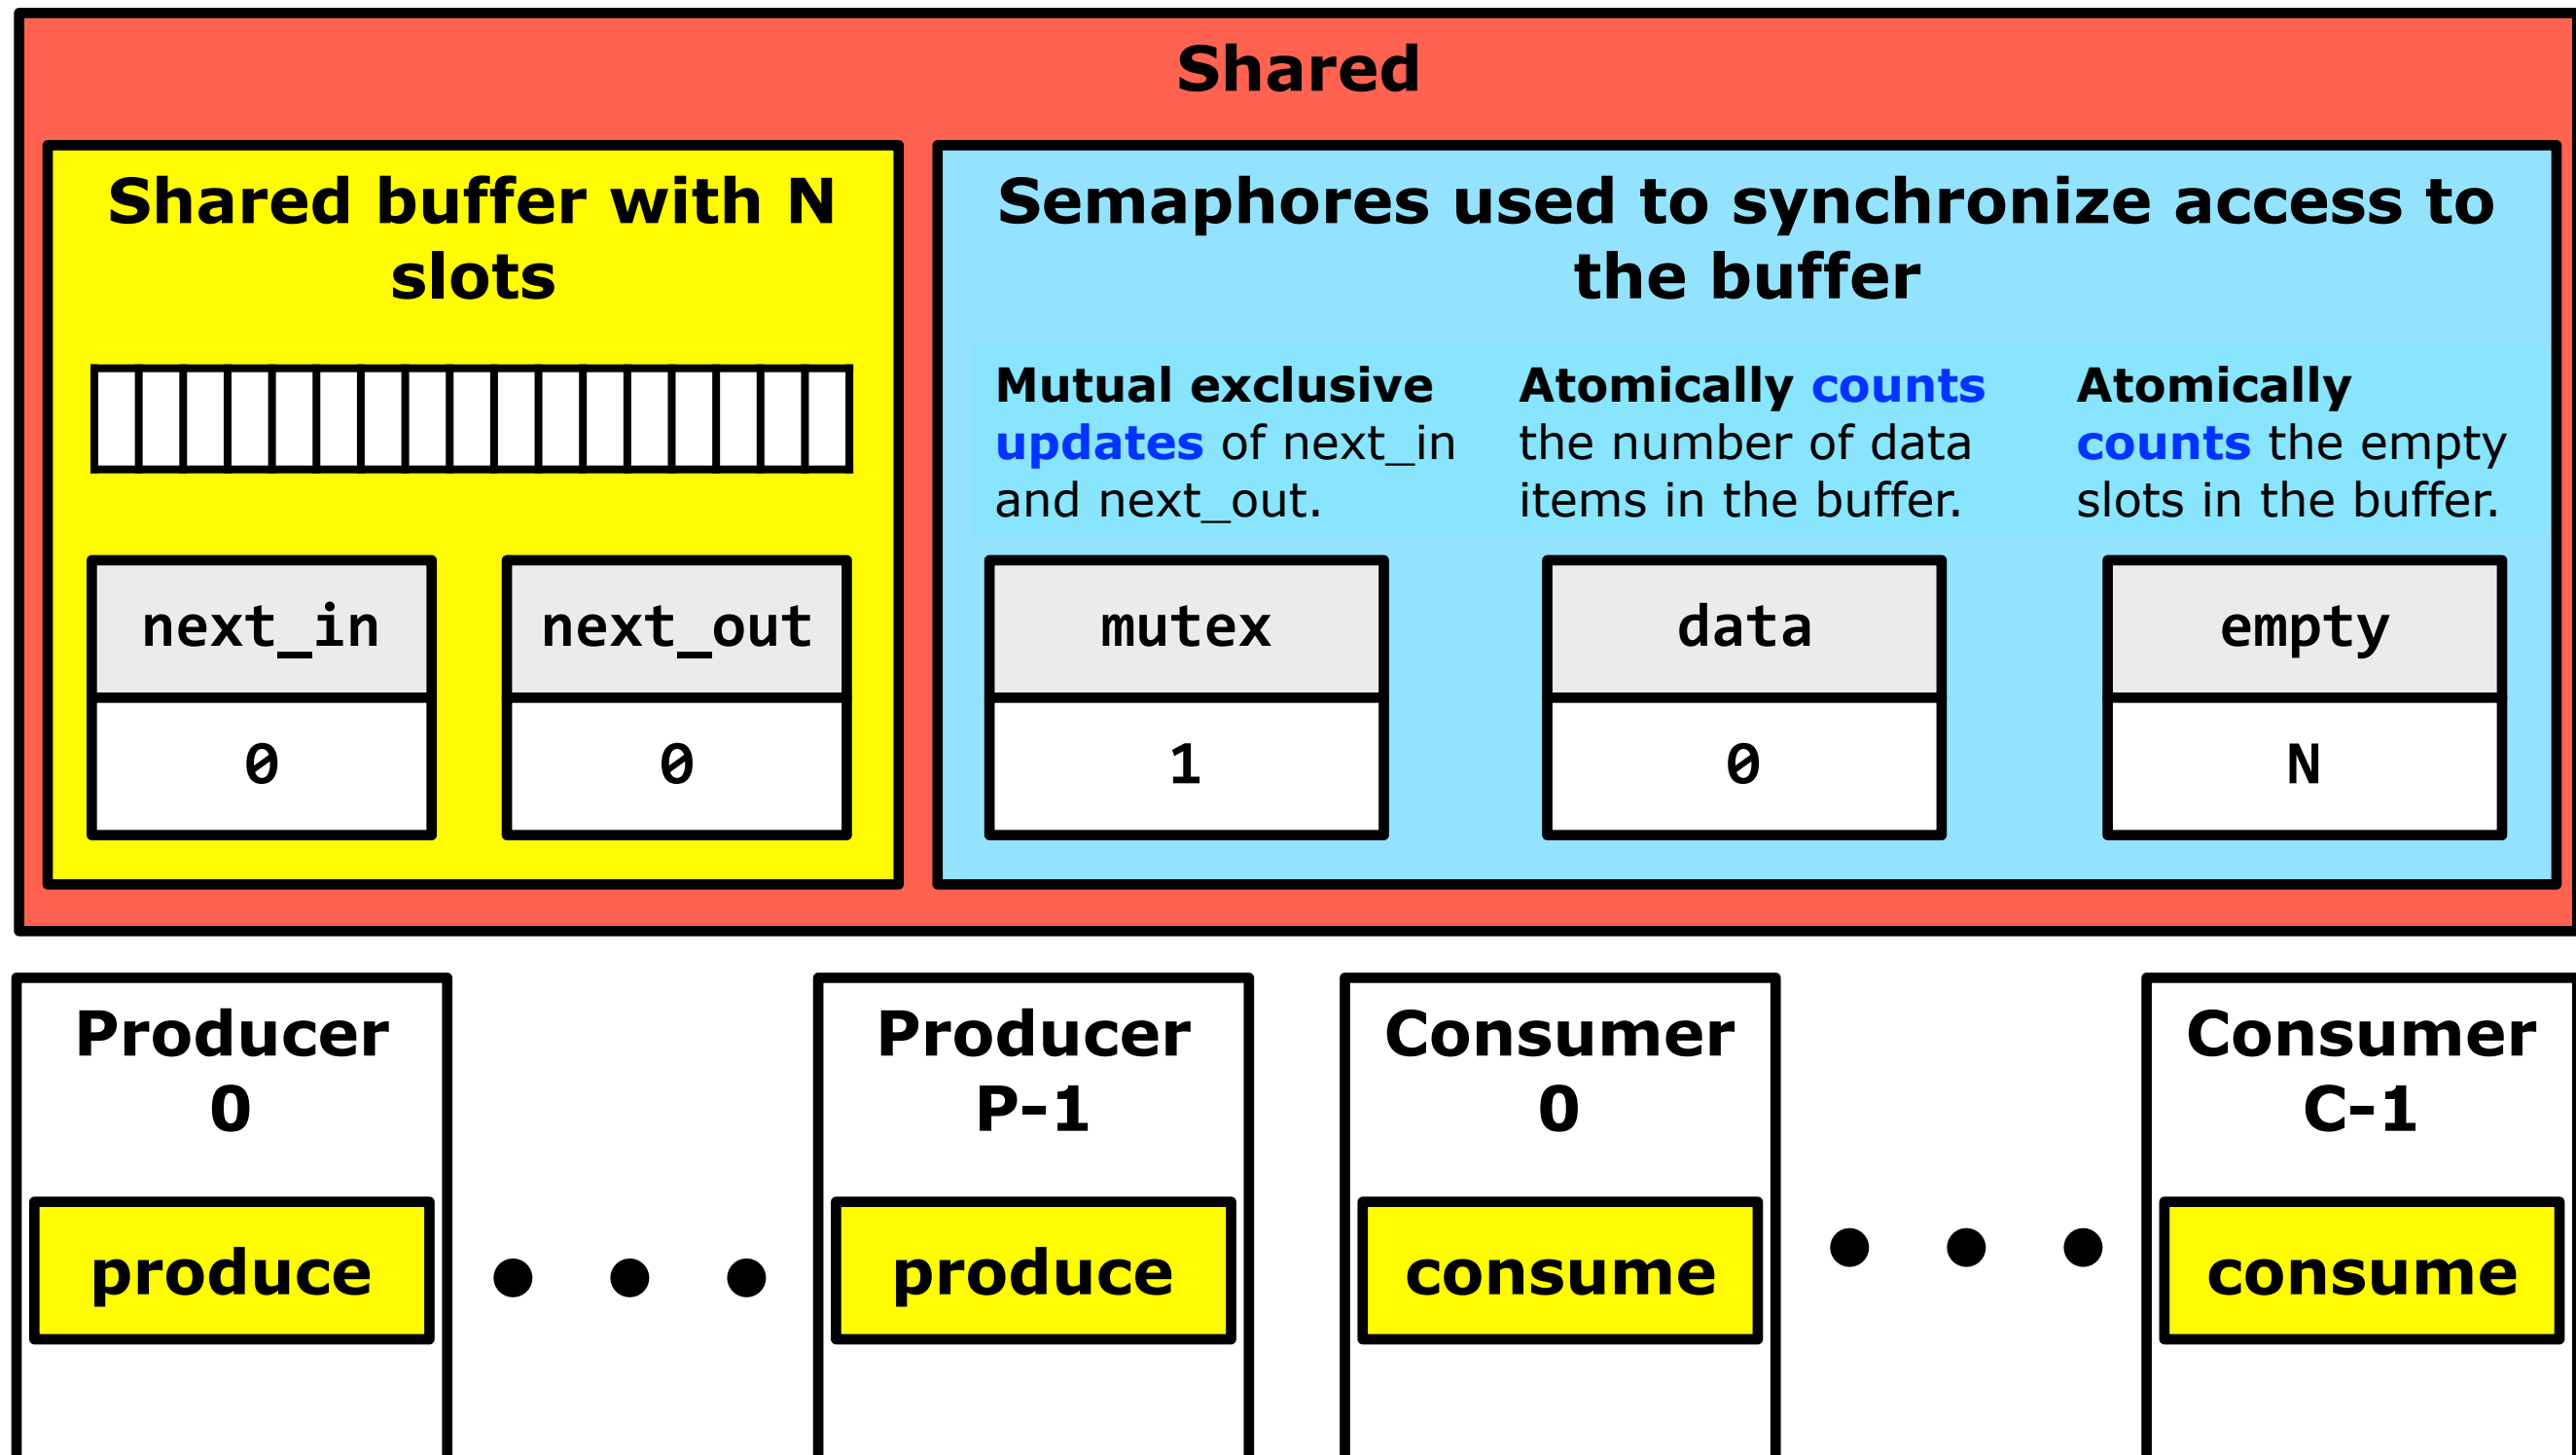 Shared
Shared buffer with N
slots
next_in
next_out
0
0
Semaphores used to synchronize access to
the buffer
Mutual exclusive
updates of next_in
and next_out.
Atomically counts
the number of data
items in the buffer.
Atomically
counts the empty
slots in the buffer.
mutex
data
empty
1
0
N
Producer
0
produce
Producer
P-1
produce
Consumer
0
consume
Consumer
C-1
consume